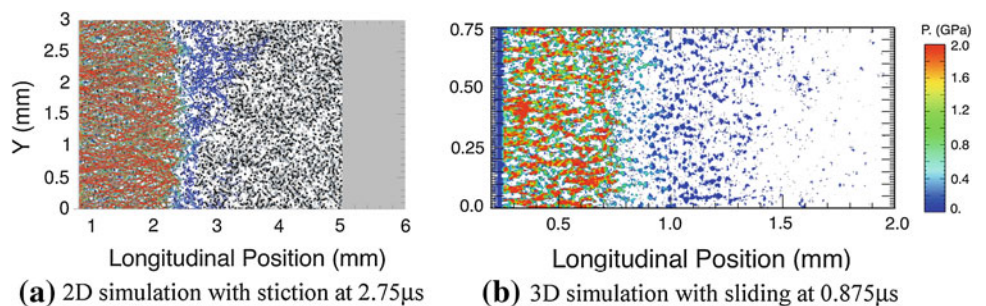 3
2.5
2
1.5
1
0.5
0
Y (mm)
1 2 3 4 5 6
Longitudinal Position (mm)
(a) 2D simulation with stiction at 2.75μs
0.75
0.50
0.25
0.0
0.5 1.0 1.5 2.0
Longitudinal Position (mm)
(b) 3D simulation with sliding at 0.875μs
P. (GPa)
2.0
1.6
1.2
0.8
0.4
0.